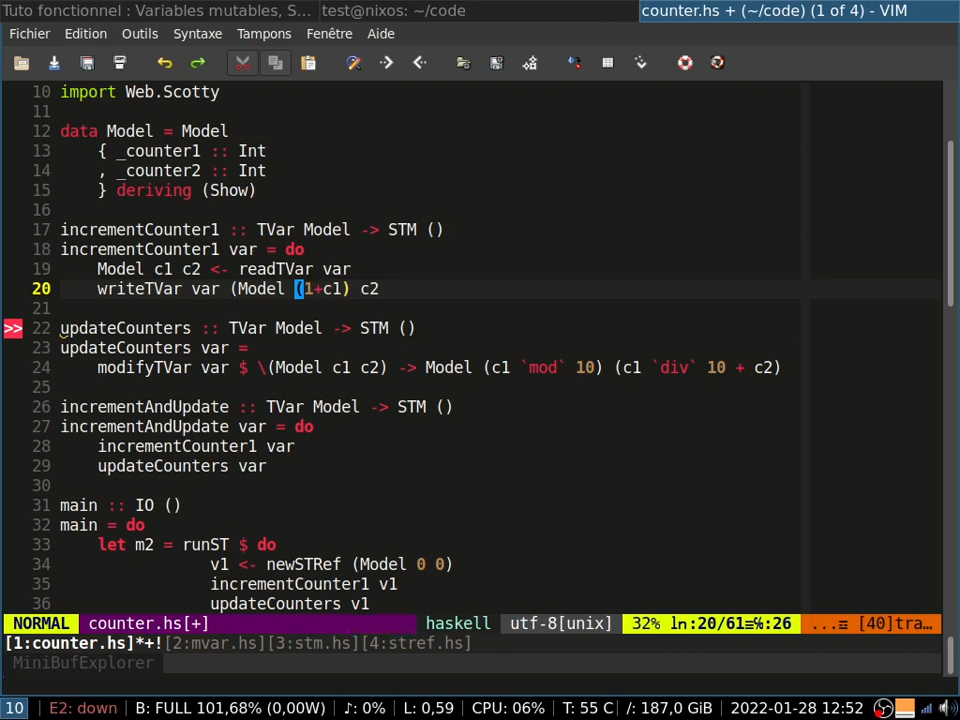 Tuto fonctionnel : Variables mutables, S... test@nixos: ~/code counter.hs + (~/code) (1 of 4) - VIM
Fichier Edition Outils Syntaxe Tampons Fenêtre Aide
10 import Web.Scotty
11
12 data Model = Model
13     { _counter1 :: Int
14     , _counter2 :: Int
15     } deriving (Show)
16
17 incrementCounter1 :: TVar Model -> STM ()
18 incrementCounter1 var = do
19     Model c1 c2 <- readTVar var
20     writeTVar var (Model (1+c1) c2
21
>> 22 updateCounters :: TVar Model -> STM ()
23 updateCounters var =
24     modifyTVar var $ \(Model c1 c2) -> Model (c1 `mod` 10) (c1 `div` 10 + c2)
25
26 incrementAndUpdate :: TVar Model -> STM ()
27 incrementAndUpdate var = do
28     incrementCounter1 var
29     updateCounters var
30
31 main :: IO ()
32 main = do
33     let m2 = runST $ do
34                 v1 <- newSTRef (Model 0 0)
35                 incrementCounter1 v1
36                 updateCounters v1
NORMAL counter.hs[+] haskell utf-8[unix] 32% ln:20/61≡℅:26 ...≡ [40]tra...
[1:counter.hs]*+![2:mvar.hs][3:stm.hs][4:stref.hs]
MiniBufExplorer
10 E2: down B: FULL 101,68% (0,00W) ♪: 0% L: 0,59 CPU: 06% T: 55 C /: 187,0 GiB 2022-01-28 12:52